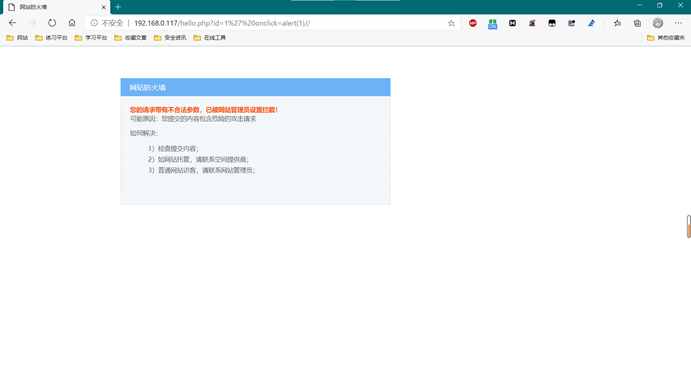 网站防火墙
不安全 | 192.168.0.117/hello.php?id=1%27%20onclick=alert(1)//
网站 练习平台 学习平台 收藏文章 安全资讯 在线工具 其他收藏夹
网站防火墙
您的请求带有不合法参数，已被网站管理员设置拦截！
可能原因：您提交的内容包含危险的攻击请求
如何解决：
1）检查提交内容；
2）如网站托管，请联系空间提供商；
3）普通网站访客，请联系网站管理员；